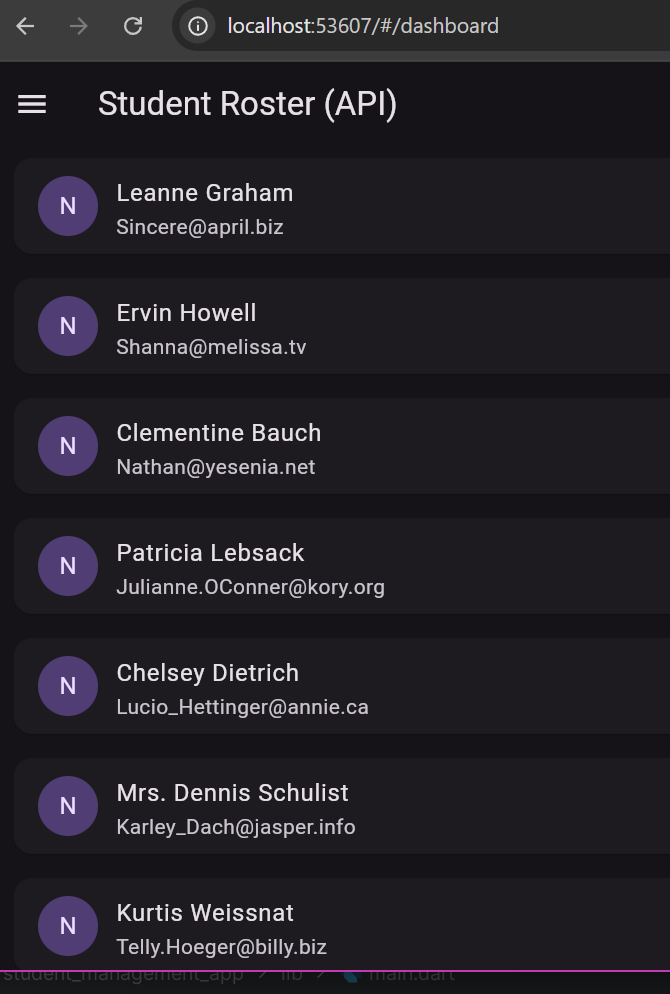 localhost:53607/#/dashboard
Student Roster (API)
N
Leanne Graham
Sincere@april.biz
N
Ervin Howell
Shanna@melissa.tv
N
Clementine Bauch
Nathan@yesenia.net
N
Patricia Lebsack
Julianne.OConner@kory.org
N
Chelsey Dietrich
Lucio_Hettinger@annie.ca
N
Mrs. Dennis Schulist
Karley_Dach@jasper.info
N
Kurtis Weissnat
Telly.Hoeger@billy.biz
student_management_app > lib > main.dart